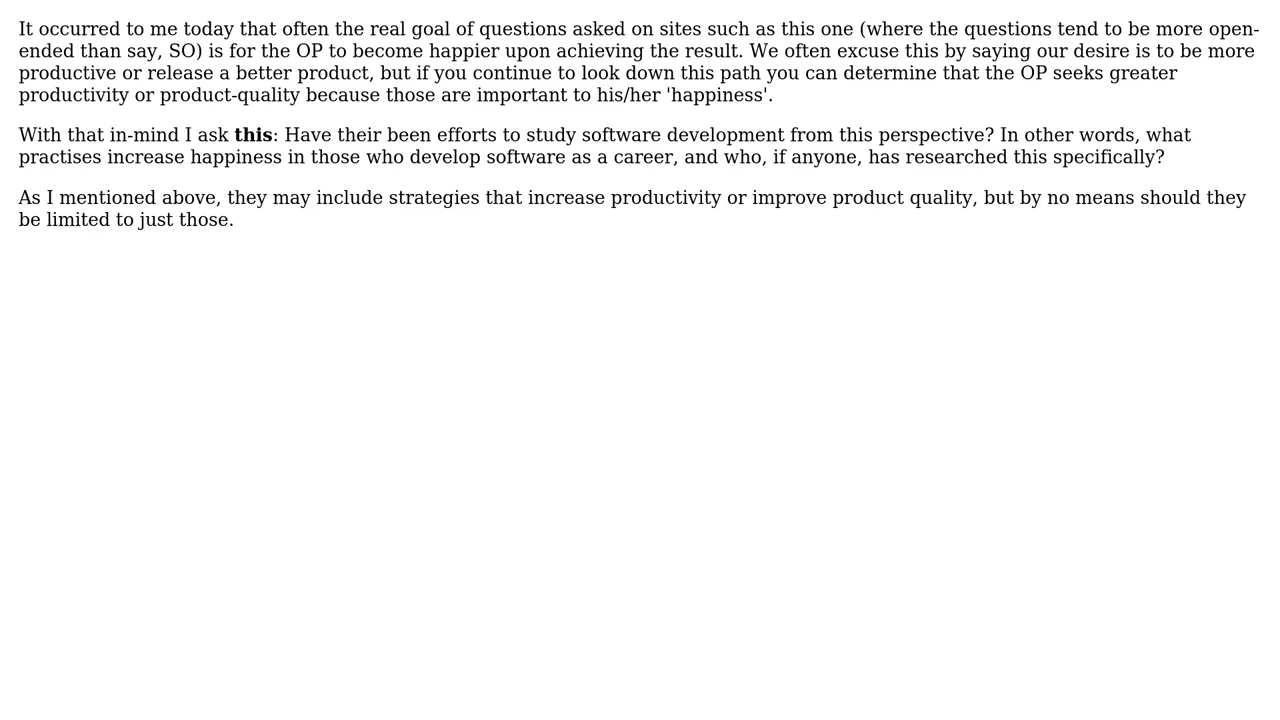 It occurred to me today that often the real goal of questions asked on sites such as this one (where the questions tend to be more open-
ended than say, SO) is for the OP to become happier upon achieving the result. We often excuse this by saying our desire is to be more
productive or release a better product, but if you continue to look down this path you can determine that the OP seeks greater
productivity or product-quality because those are important to his/her 'happiness'.
With that in-mind I ask this: Have their been efforts to study software development from this perspective? In other words, what
practises increase happiness in those who develop software as a career, and who, if anyone, has researched this specifically?
As I mentioned above, they may include strategies that increase productivity or improve product quality, but by no means should they
be limited to just those.